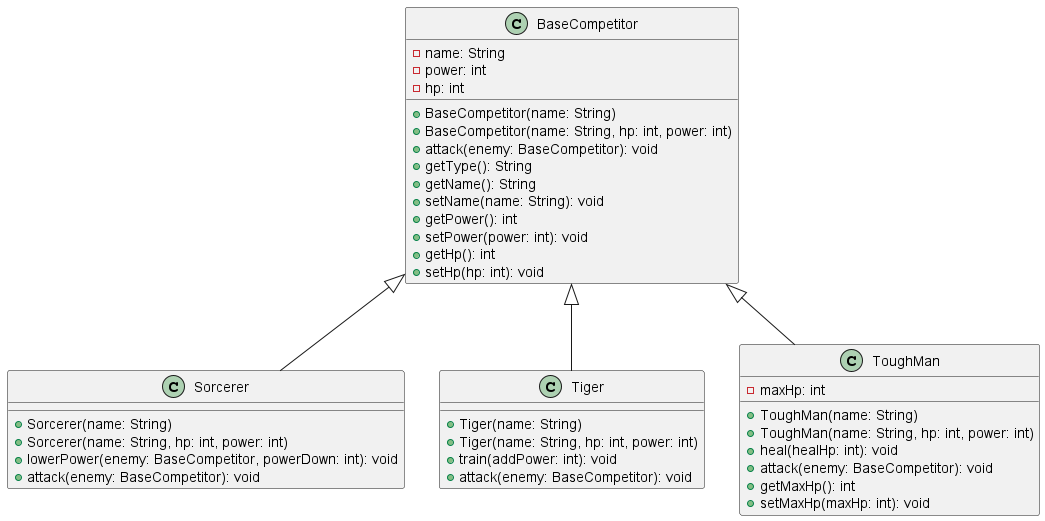 C BaseCompetitor
name: String
power: int
hp: int
BaseCompetitor(name: String)
BaseCompetitor(name: String, hp: int, power: int)
attack(enemy: BaseCompetitor): void
getType(): String
getName(): String
setName(name: String): void
getPower(): int
setPower(power: int): void
getHp(): int
setHp(hp: int): void
C Sorcerer
Sorcerer(name: String)
Sorcerer(name: String, hp: int, power: int)
lowerPower(enemy: BaseCompetitor, powerDown: int): void
attack(enemy: BaseCompetitor): void
C Tiger
Tiger(name: String)
Tiger(name: String, hp: int, power: int)
train(addPower: int): void
attack(enemy: BaseCompetitor): void
C ToughMan
maxHp: int
ToughMan(name: String)
ToughMan(name: String, hp: int, power: int)
heal(healHp: int): void
attack(enemy: BaseCompetitor): void
getMaxHp(): int
setMaxHp(maxHp: int): void